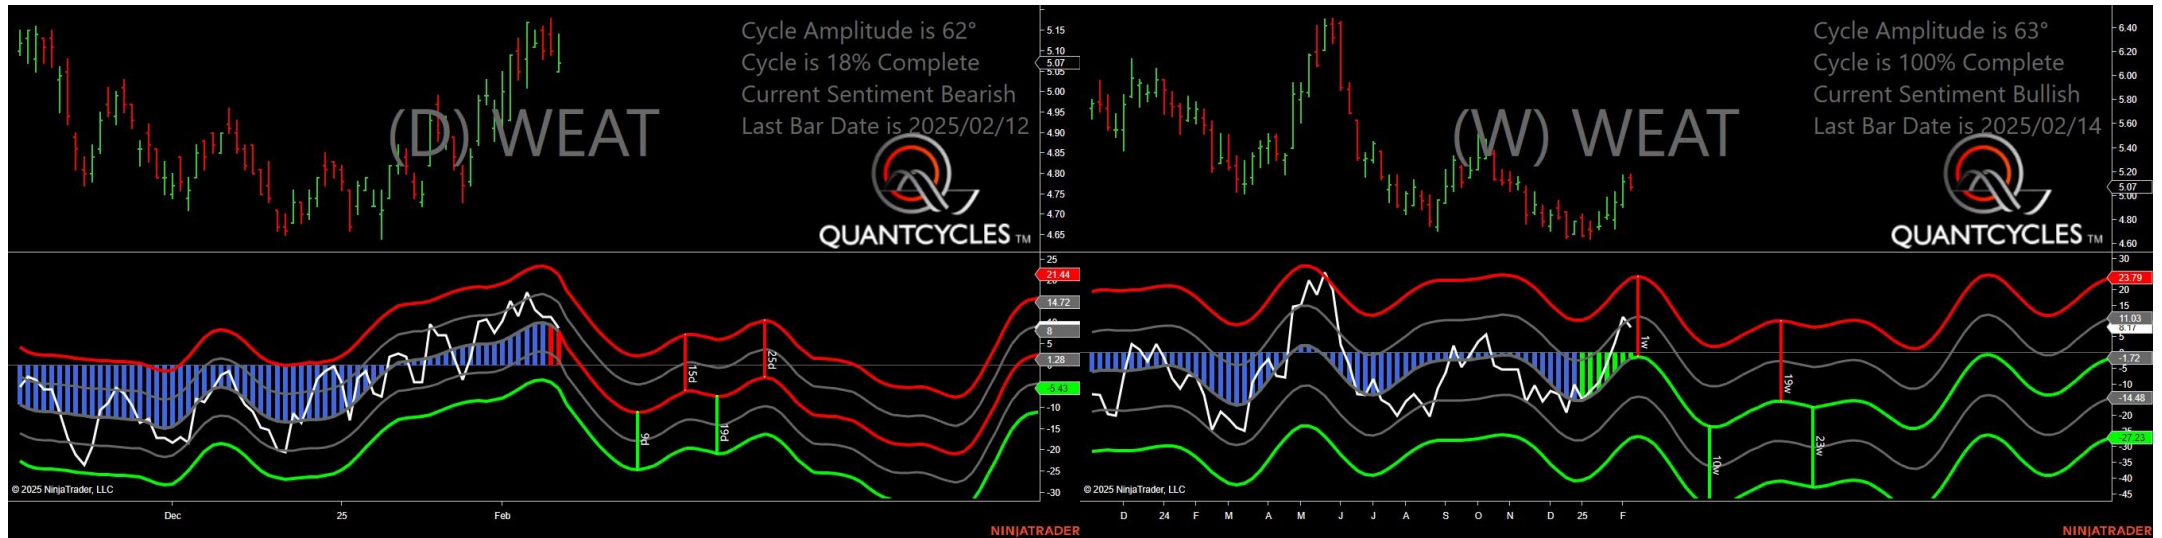 Cycle Amplitude is 62°
Cycle is 18% Complete
Current Sentiment Bearish
Last Bar Date is 2025/02/12
(D) WEAT
QUANTCYCLES TM
5.15
5.10
5.07
5.05
5.00
4.95
4.90
4.85
4.80
4.75
4.70
4.65
25
21.44
14.72
8
5
1.28
-5.43
-10
-15
-20
-25
-30
9d
15d
19d
25d
© 2025 NinjaTrader, LLC
Dec
25
Feb
NINJATRADER
Cycle Amplitude is 63°
Cycle is 100% Complete
Current Sentiment Bullish
Last Bar Date is 2025/02/14
(W) WEAT
QUANTCYCLES TM
6.40
6.20
6.00
5.80
5.60
5.40
5.20
5.07
5.00
4.80
4.60
30
23.79
20
15
11.03
8.17
5
-1.72
-5
-10
-14.48
-20
-27.23
-30
-35
-40
-45
1w
10w
19w
23w
© 2025 NinjaTrader, LLC
D 24 F M A M J J A S O N D 25 F
NINJATRADER